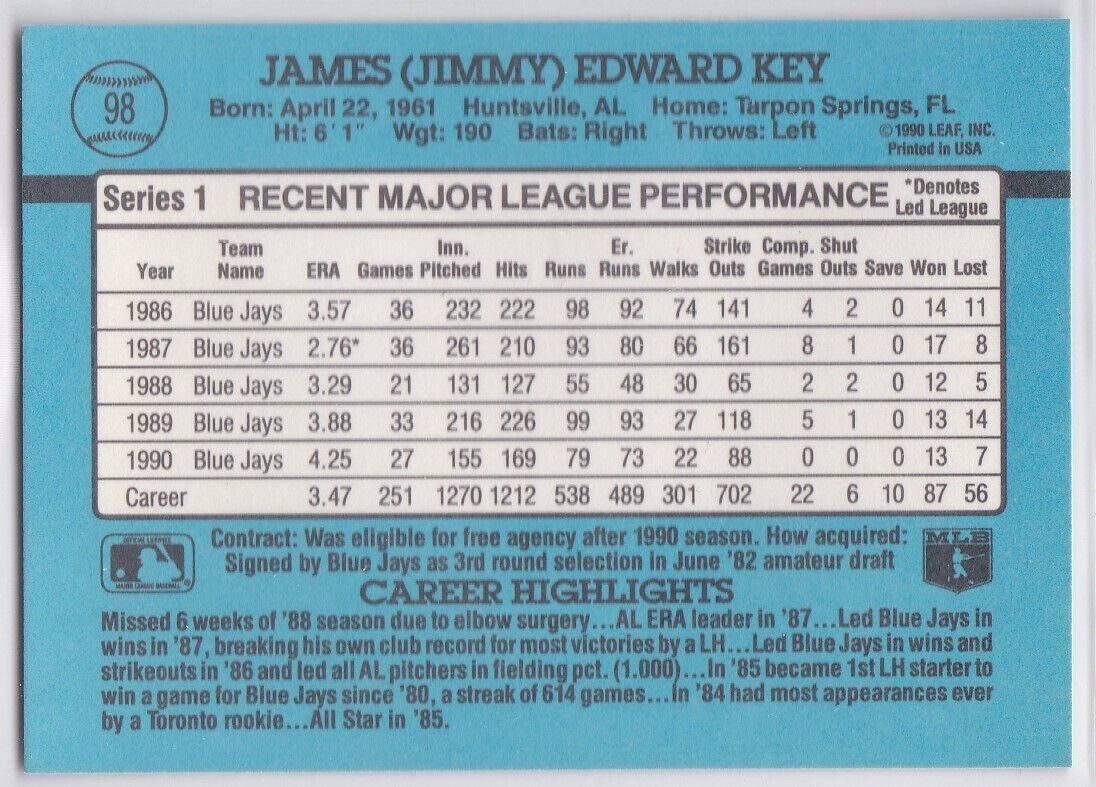 98
JAMES (JIMMY) EDWARD KEY
Born: April 22, 1961 Huntsville, AL Home: Tarpon Springs, FL
Ht: 6'1" Wgt: 190 Bats: Right Throws: Left
©1990 LEAF, INC.
Printed in USA
Series 1 RECENT MAJOR LEAGUE PERFORMANCE
*Denotes
Led League
Year Team Name ERA Games Inn. Pitched Hits Runs Er. Runs Walks Strike Outs Comp. Games Shut Outs Save Won Lost
1986 Blue Jays 3.57 36 232 222 98 92 74 141 4 2 0 14 11
1987 Blue Jays 2.76* 36 261 210 93 80 66 161 8 1 0 17 8
1988 Blue Jays 3.29 21 131 127 55 48 30 65 2 2 0 12 5
1989 Blue Jays 3.88 33 216 226 99 93 27 118 5 1 0 13 14
1990 Blue Jays 4.25 27 155 169 79 73 22 88 0 0 0 13 7
Career 3.47 251 1270 1212 538 489 301 702 22 6 10 87 56
Contract: Was eligible for free agency after 1990 season. How acquired:
Signed by Blue Jays as 3rd round selection in June '82 amateur draft
OFFICIAL LICENSEE
MAJOR LEAGUE BASEBALL
MLB
CAREER HIGHLIGHTS
Missed 6 weeks of '88 season due to elbow surgery...AL ERA leader in '87...Led Blue Jays in
wins in '87, breaking his own club record for most victories by a LH...Led Blue Jays in wins and
strikeouts in '86 and led all AL pitchers in fielding pct. (1.000)...In '85 became 1st LH starter to
win a game for Blue Jays since '80, a streak of 614 games...In '84 had most appearances ever
by a Toronto rookie...All Star in '85.